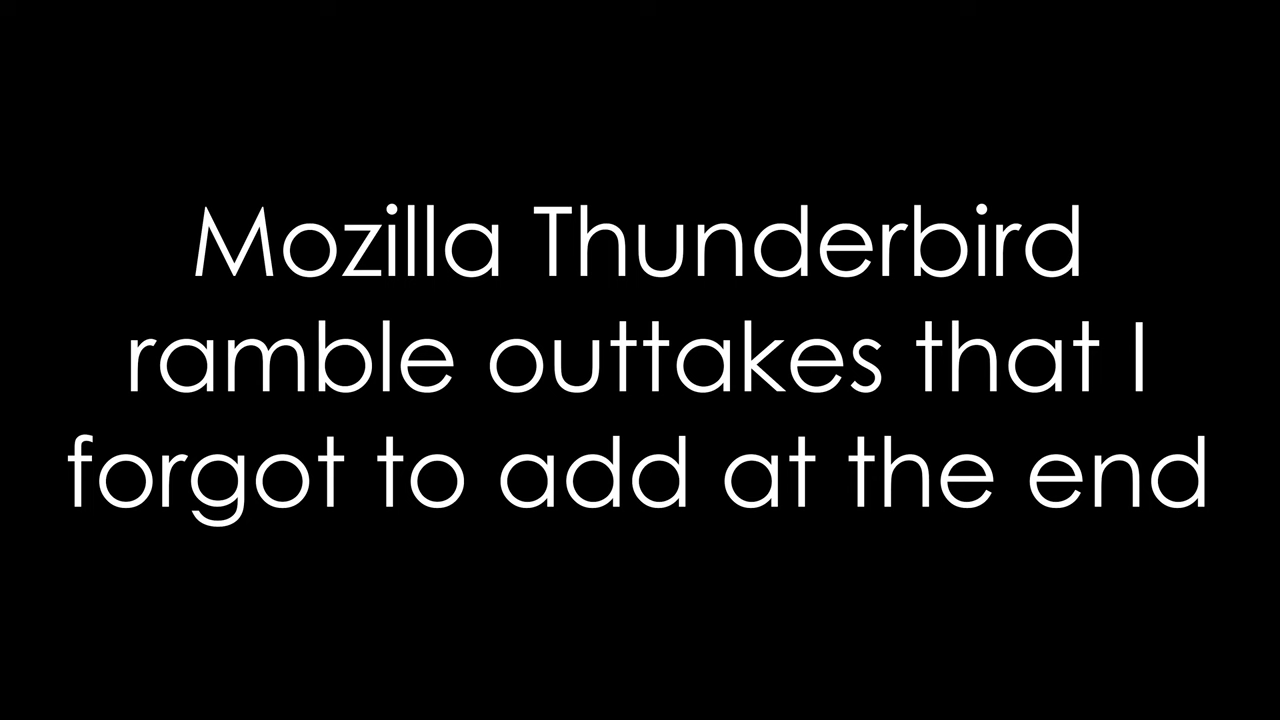 Mozilla Thunderbird
ramble outtakes that I
forgot to add at the end